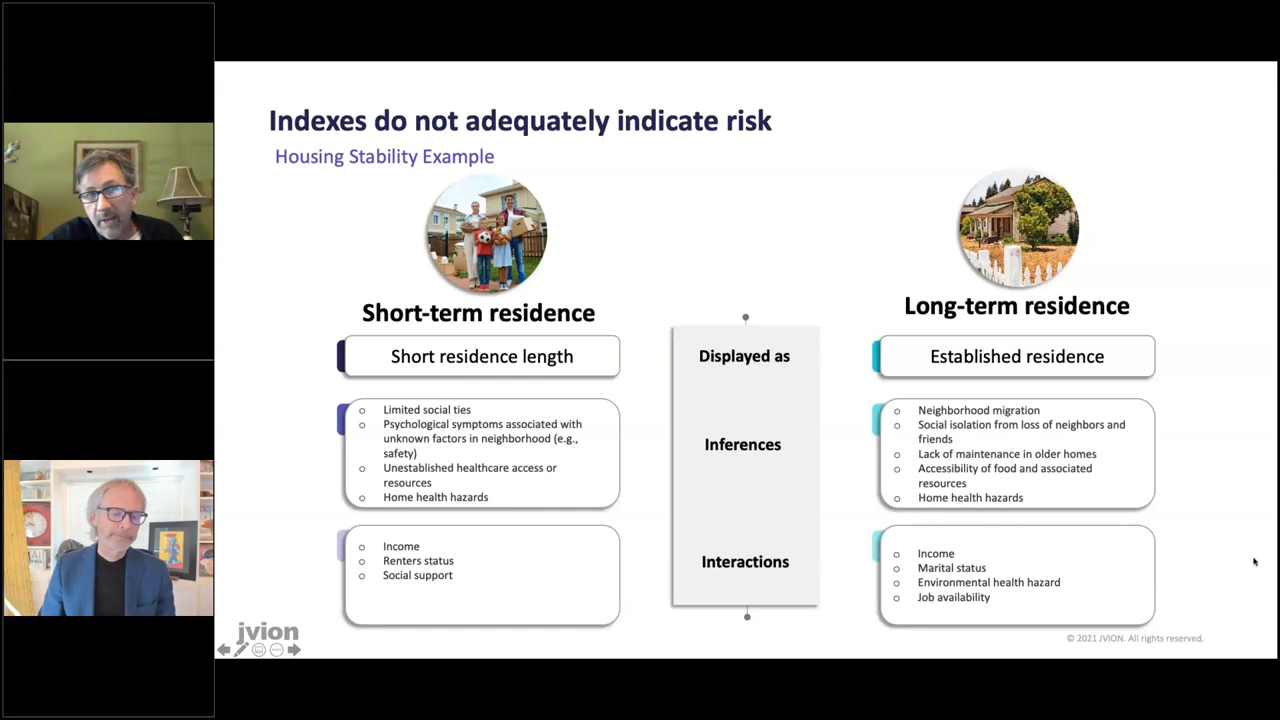 Indexes do not adequately indicate risk
Housing Stability Example
Short-term residence
Short residence length
Limited social ties
Psychological symptoms associated with
unknown factors in neighborhood (e.g.,
safety)
Unestablished healthcare access or
resources
Home health hazards
Income
Renters status
Social support
Displayed as
Inferences
Interactions
Long-term residence
Established residence
Neighborhood migration
Social isolation from loss of neighbors and
friends
Lack of maintenance in older homes
Accessibility of food and associated
resources
Home health hazards
Income
Marital status
Environmental health hazard
Job availability
jvion
© 2021 JVION. All rights reserved.